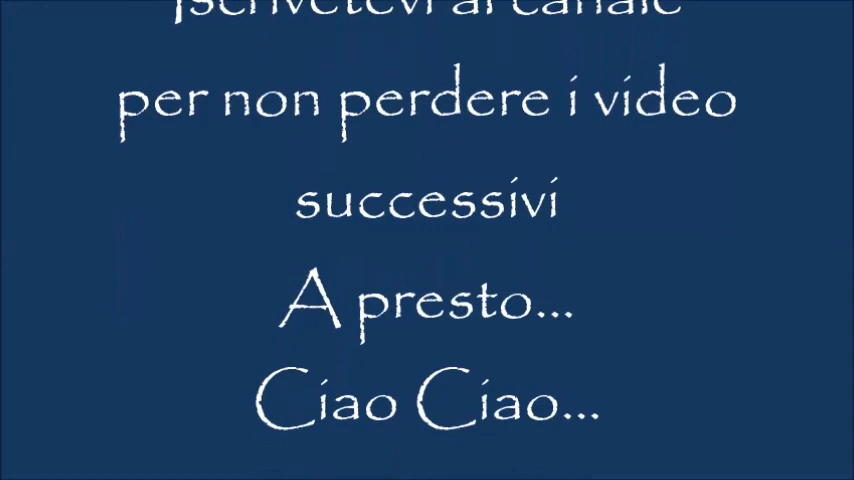 Iscrivetevi al canale
per non perdere i video
successivi
A presto...
Ciao Ciao...